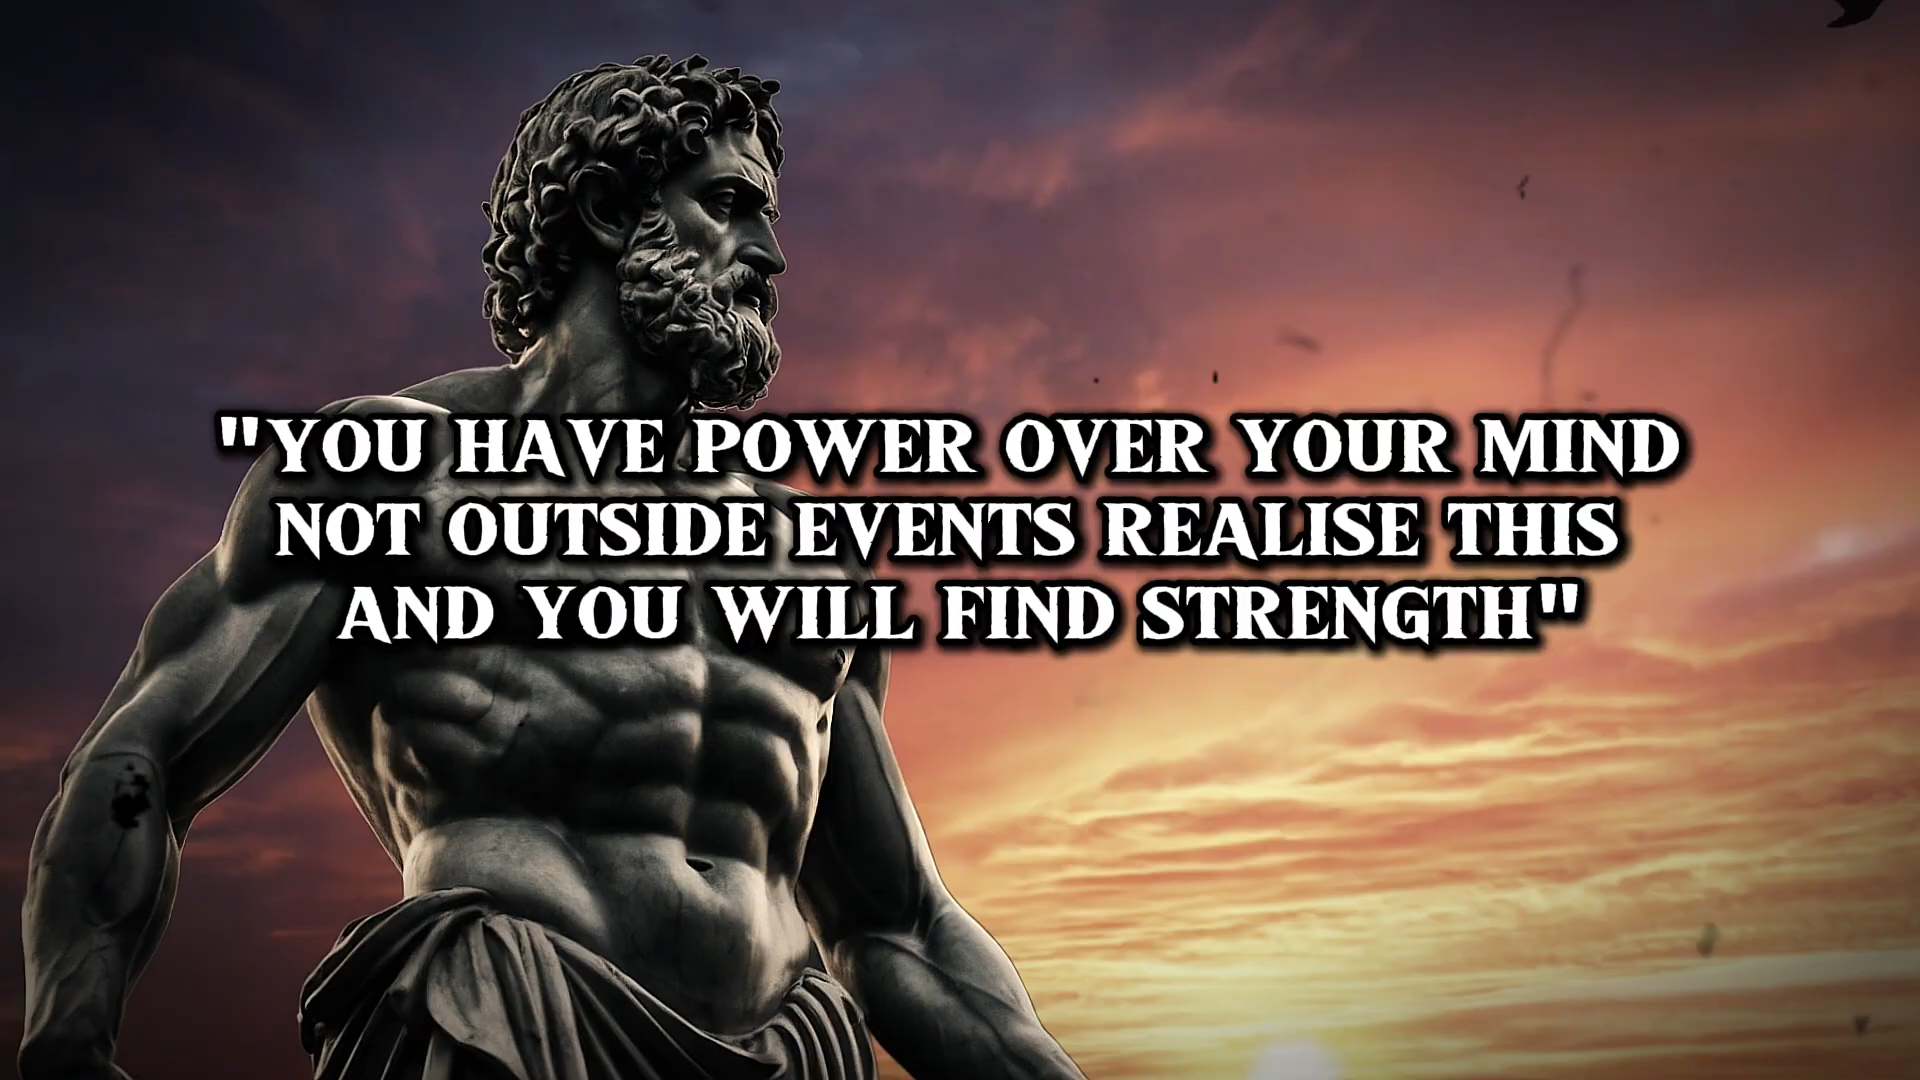 "YOU HAVE POWER OVER YOUR MIND
NOT OUTSIDE EVENTS REALISE THIS
AND YOU WILL FIND STRENGTH"